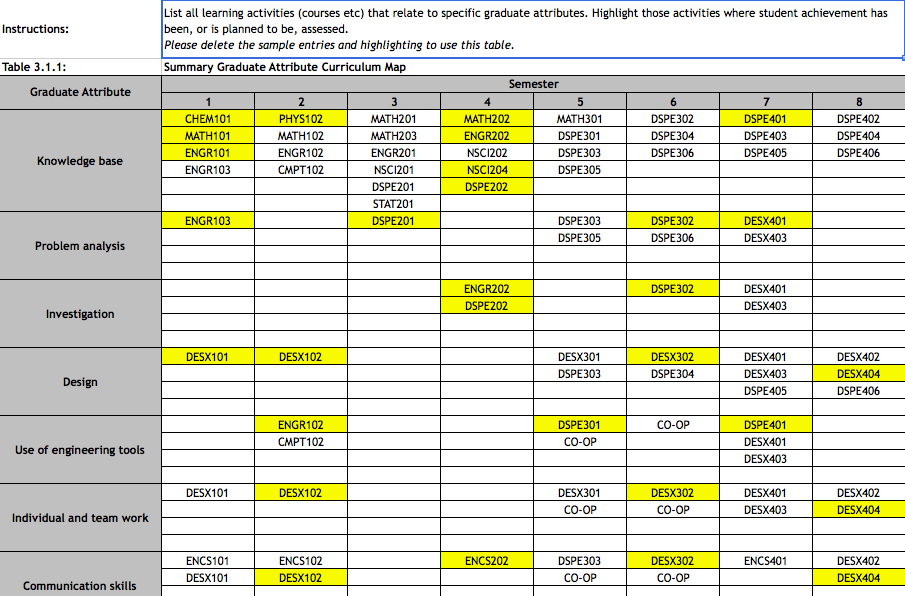 Instructions:
List all learning activities (courses etc) that relate to specific graduate attributes. Highlight those activities where student achievement has
been, or is planned to be, assessed.
Please delete the sample entries and highlighting to use this table.
Table 3.1.1: Summary Graduate Attribute Curriculum Map
Graduate Attribute
Semester
1 2 3 4 5 6 7 8
Knowledge base
CHEM101 PHYS102 MATH201 MATH202 MATH301 DSPE302 DSPE401 DSPE402
MATH101 MATH102 MATH203 ENGR202 DSPE301 DSPE304 DSPE403 DSPE404
ENGR101 ENGR102 ENGR201 NSCI202 DSPE303 DSPE306 DSPE405 DSPE406
ENGR103 CMPT102 NSCI201 NSCI204 DSPE305
DSPE201 DSPE202
STAT201
Problem analysis
ENGR103 DSPE201 DSPE303 DSPE302 DESX401
DSPE305 DSPE306 DESX403
Investigation
ENGR202 DSPE302 DESX401
DSPE202 DESX403
Design
DESX101 DESX102 DESX301 DESX302 DESX401 DESX402
DSPE303 DSPE304 DESX403 DESX404
DSPE405 DSPE406
Use of engineering tools
ENGR102 DSPE301 CO-OP DSPE401
CMPT102 CO-OP DESX401
DESX403
Individual and team work
DESX101 DESX102 DESX301 DESX302 DESX401 DESX402
CO-OP CO-OP DESX403 DESX404
Communication skills
ENCS101 ENCS102 ENCS202 DSPE303 DESX302 ENCS401 DESX402
DESX101 DESX102 CO-OP CO-OP DESX404